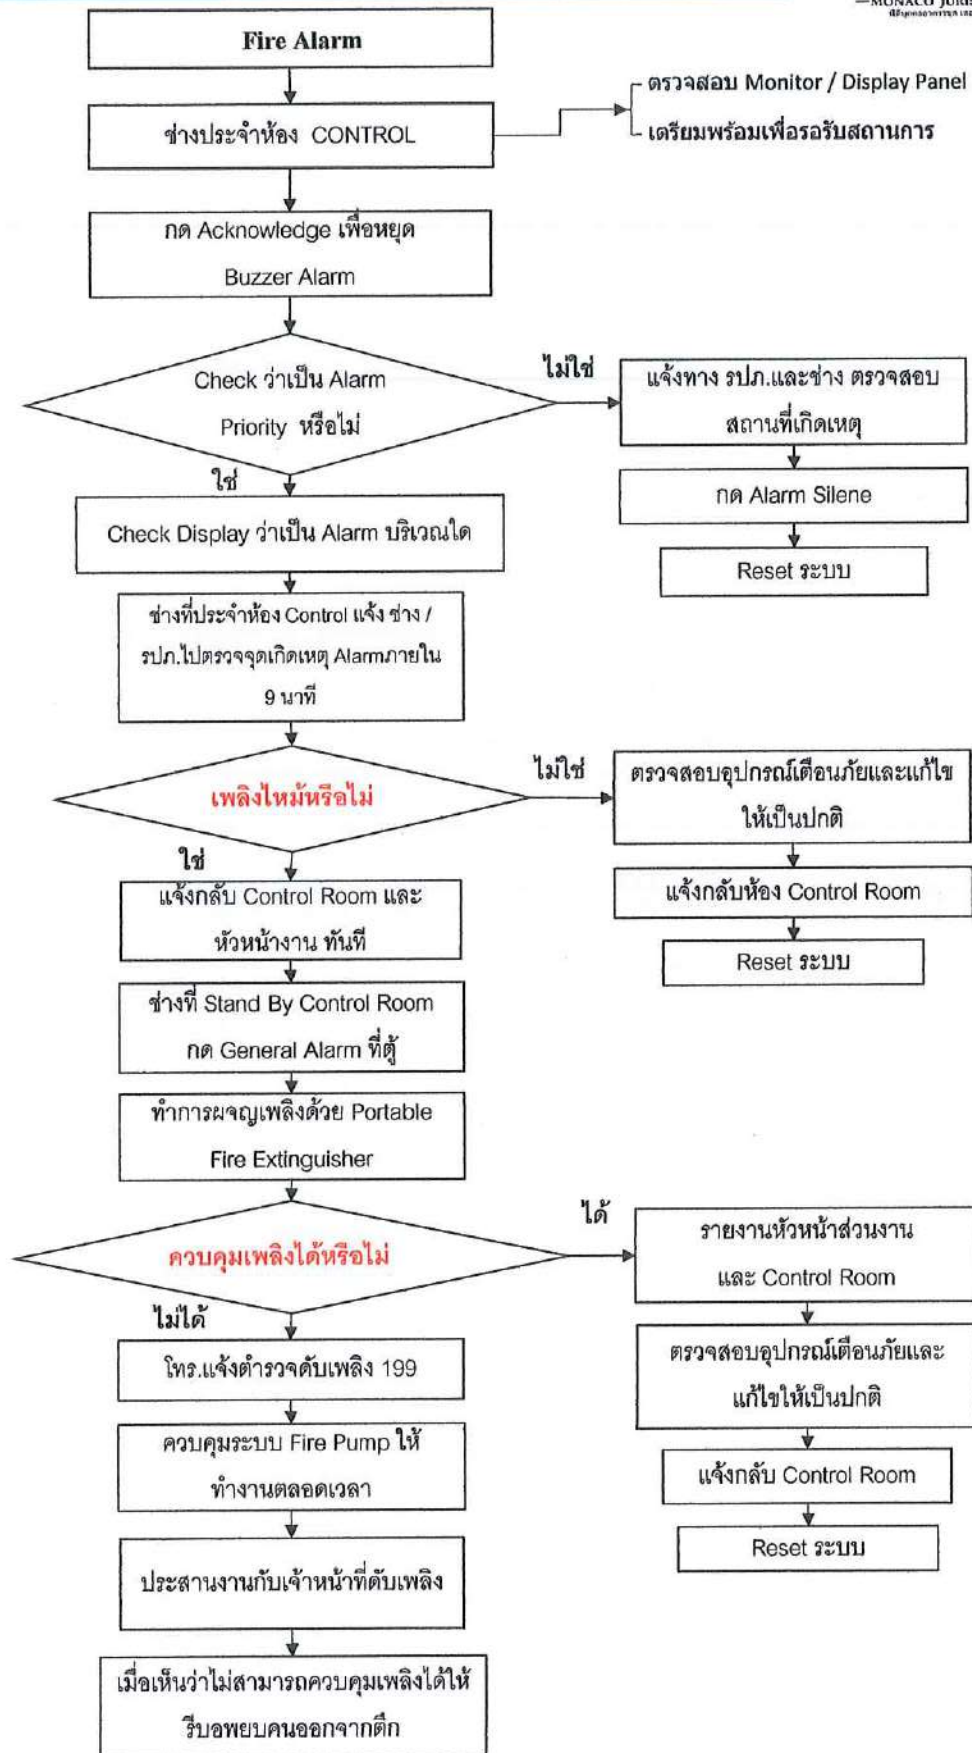 —MONACO JURIS
Fire Alarm
ช่างประจำห้อง CONTROL
ตรวจสอบ Monitor / Display Panel
เตรียมพร้อมเพื่อรอรับสถานการ
กด Acknowledge เพื่อหยุด
Buzzer Alarm
Check ว่าเป็น Alarm
Priority หรือไม่
ไม่ใช่
แจ้งทาง รปภ.และช่าง ตรวจสอบ
สถานที่เกิดเหตุ
กด Alarm Silene
Reset ระบบ
ใช่
Check Display ว่าเป็น Alarm บริเวณใด
ช่างที่ประจำห้อง Control แจ้ง ช่าง /
รปภ.ไปตรวจจุดเกิดเหตุ Alarmภายใน
9 นาที
เพลิงไหม้หรือไม่
ไม่ใช่
ตรวจสอบอุปกรณ์เตือนภัยและแก้ไข
ให้เป็นปกติ
แจ้งกลับห้อง Control Room
Reset ระบบ
ใช่
แจ้งกลับ Control Room และ
หัวหน้างาน ทันที
ช่างที่ Stand By Control Room
กด General Alarm ที่ตู้
ทำการผจญเพลิงด้วย Portable
Fire Extinguisher
ควบคุมเพลิงได้หรือไม่
ได้
รายงานหัวหน้าส่วนงาน
และ Control Room
ตรวจสอบอุปกรณ์เตือนภัยและ
แก้ไขให้เป็นปกติ
แจ้งกลับ Control Room
Reset ระบบ
ไม่ได้
โทร.แจ้งตำรวจดับเพลิง 199
ควบคุมระบบ Fire Pump ให้
ทำงานตลอดเวลา
ประสานงานกับเจ้าหน้าที่ดับเพลิง
เมื่อเห็นว่าไม่สามารถควบคุมเพลิงได้ให้
รีบอพยบคนออกจากตึก